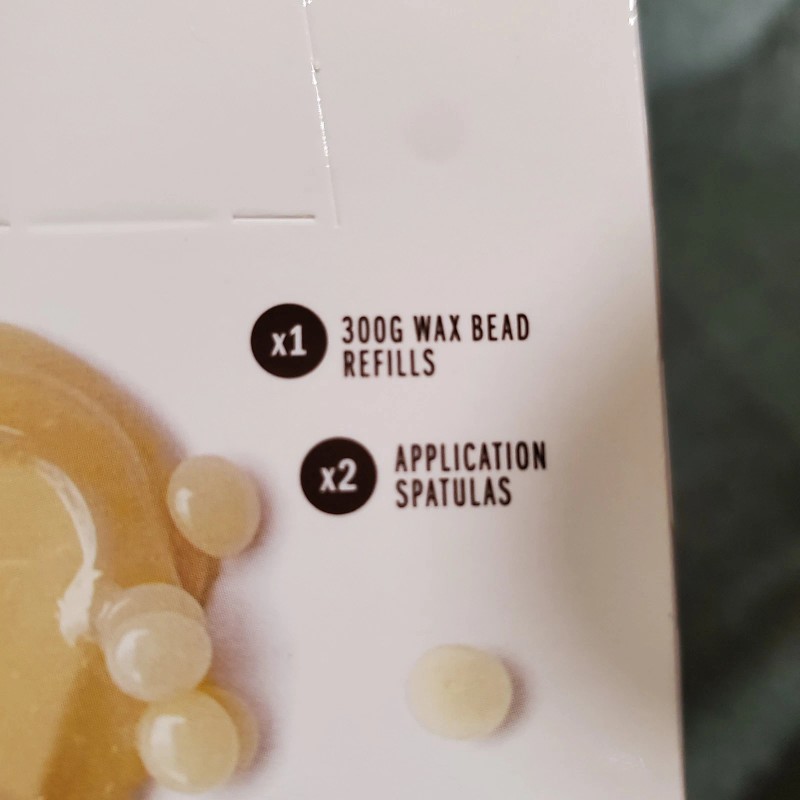 x1
300G WAX BEAD
REFILLS
x2
APPLICATION
SPATULAS